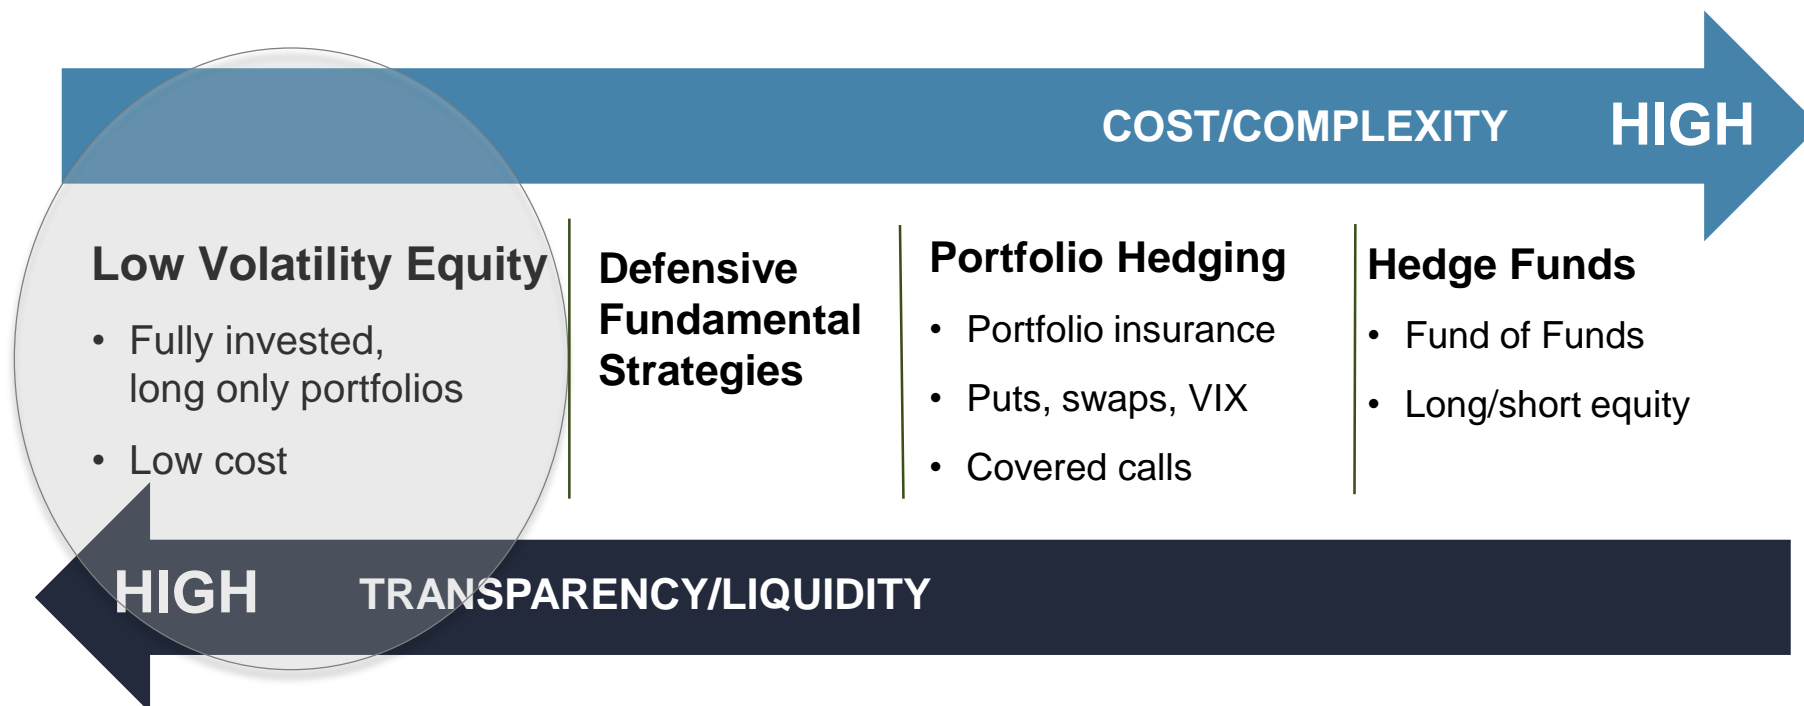 COST/COMPLEXITY HIGH
Low Volatility Equity
• Fully invested,
long only portfolios
• Low cost
Defensive
Fundamental
Strategies
Portfolio Hedging
• Portfolio insurance
• Puts, swaps, VIX
• Covered calls
Hedge Funds
• Fund of Funds
• Long/short equity
HIGH TRANSPARENCY/LIQUIDITY